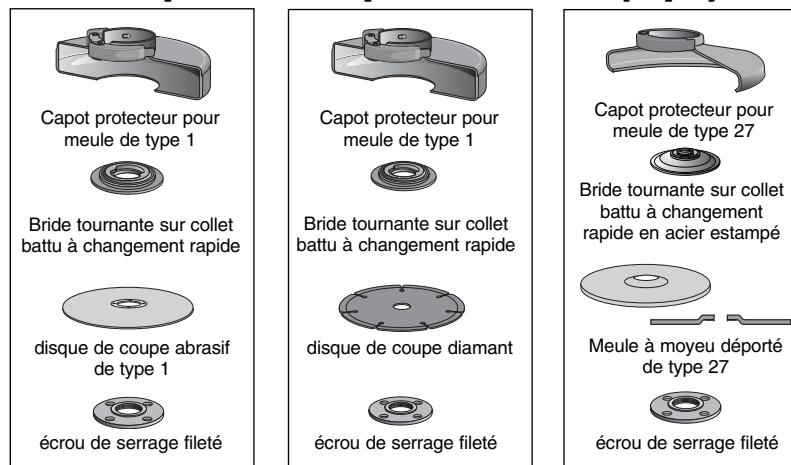 Capot protecteur pour
meule de type 1
Bride tournante sur collet
battu à changement rapide
disque de coupe abrasif
de type 1
écrou de serrage fileté
Capot protecteur pour
meule de type 1
Bride tournante sur collet
battu à changement rapide
disque de coupe diamant
écrou de serrage fileté
Capot protecteur pour
meule de type 27
Bride tournante sur collet
battu à changement
rapide en acier estampé
Meule à moyeu déporté
de type 27
écrou de serrage fileté